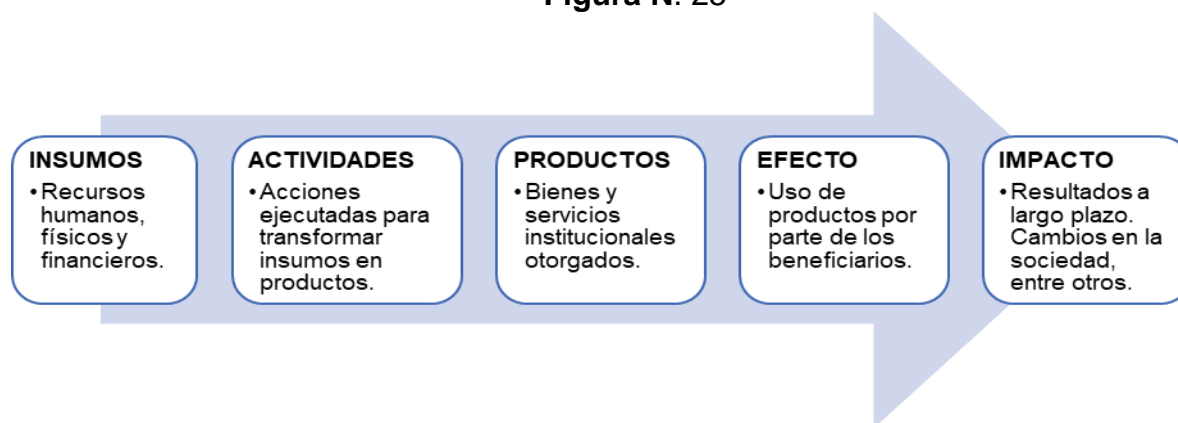 Figura N. 23
INSUMOS
•Recursos
humanos,
físicos y
financieros.
ACTIVIDADES
•Acciones
ejecutadas para
transformar
insumos en
productos.
PRODUCTOS
•Bienes y
servicios
institucionales
otorgados.
EFECTO
•Uso de
productos por
parte de los
beneficiarios.
IMPACTO
•Resultados a
largo plazo.
Cambios en la
sociedad,
entre otros.